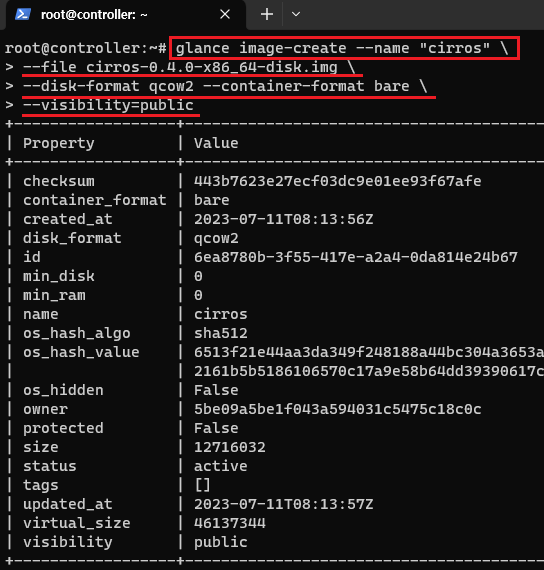 root@controller: ~
root@controller:~# glance image-create --name "cirros" \
> --file cirros-0.4.0-x86_64-disk.img \
> --disk-format qcow2 --container-format bare \
> --visibility=public
+------------------+---------------------------------------
| Property | Value
+------------------+---------------------------------------
| checksum | 443b7623e27ecf03dc9e01ee93f67afe
| container_format | bare
| created_at | 2023-07-11T08:13:56Z
| disk_format | qcow2
| id | 6ea8780b-3f55-417e-a2a4-0da814e24b67
| min_disk | 0
| min_ram | 0
| name | cirros
| os_hash_algo | sha512
| os_hash_value | 6513f21e44aa3da349f248188a44bc304a3653a
| | 2161b5b5186106570c17a9e58b64dd39390617c
| os_hidden | False
| owner | 5be09a5be1f043a594031c5475c18c0c
| protected | False
| size | 12716032
| status | active
| tags | []
| updated_at | 2023-07-11T08:13:57Z
| virtual_size | 46137344
| visibility | public
+------------------+---------------------------------------